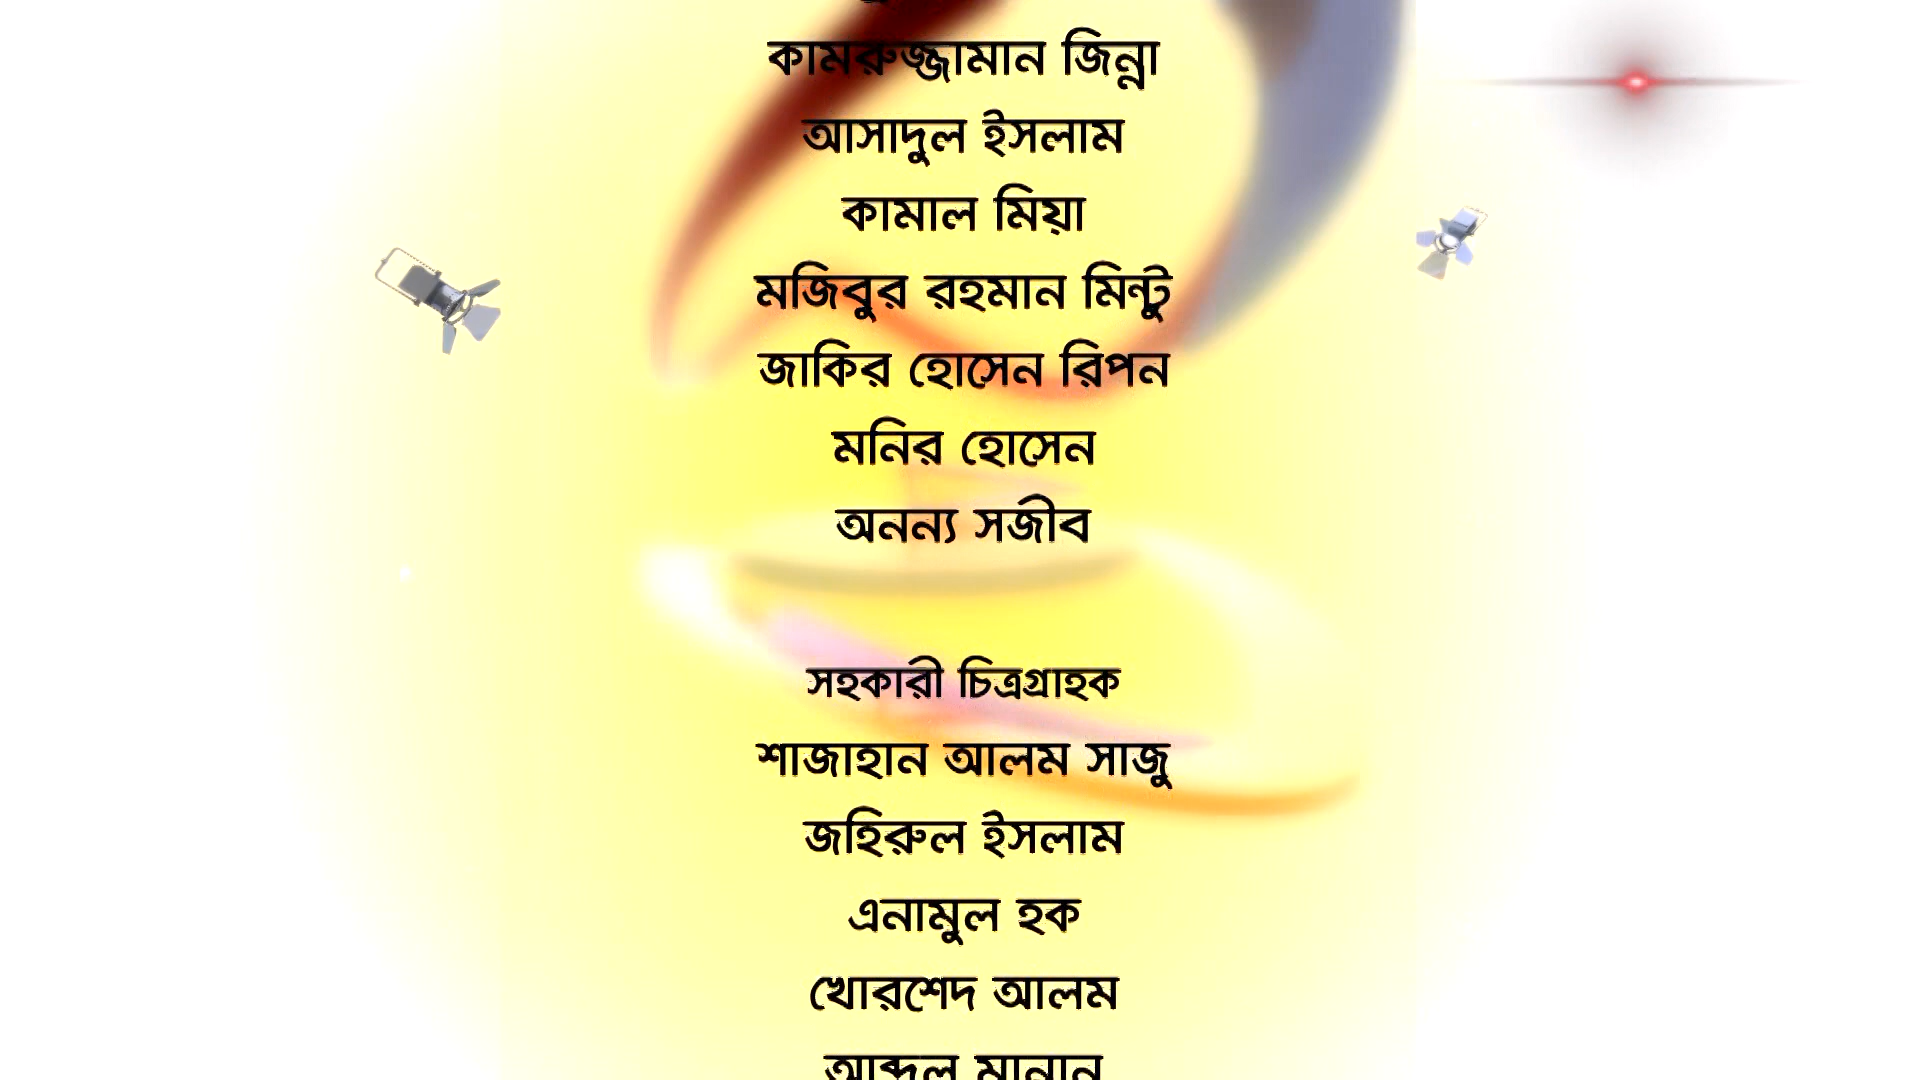 কামরুজ্জামান জিন্না
আসাদুল ইসলাম
কামাল মিয়া
মজিবুর রহমান মিন্টু
জাকির হোসেন রিপন
মনির হোসেন
অনন্য সজীব
সহকারী চিত্রগ্রাহক
শাজাহান আলম সাজু
জহিরুল ইসলাম
এনামুল হক
খোরশেদ আলম
আব্দুল মান্নান